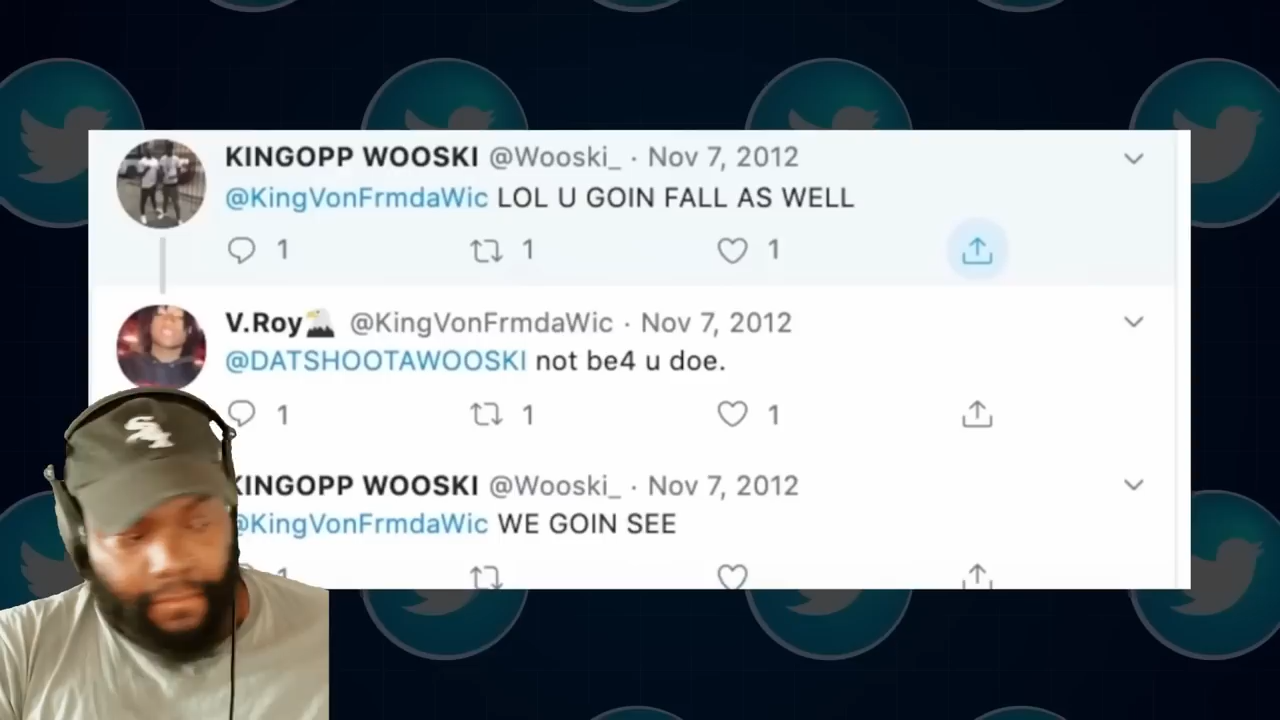 KINGOPP WOOSKI @Wooski_ · Nov 7, 2012
@KingVonFrmdaWic LOL U GOIN FALL AS WELL
1 1 1
V.Roy🦅 @KingVonFrmdaWic · Nov 7, 2012
@DATSHOOTAWOOSKI not be4 u doe.
1 1 1
KINGOPP WOOSKI @Wooski_ · Nov 7, 2012
@KingVonFrmdaWic WE GOIN SEE
1